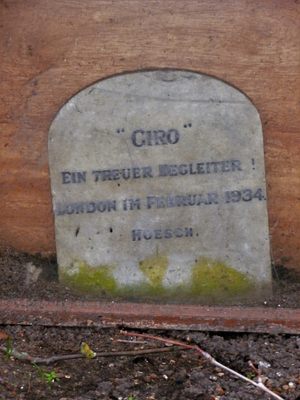 "GIRO"
EIN TREUER BEGLEITER !
LONDON IM FEBRUAR 1934.
HOESCH.